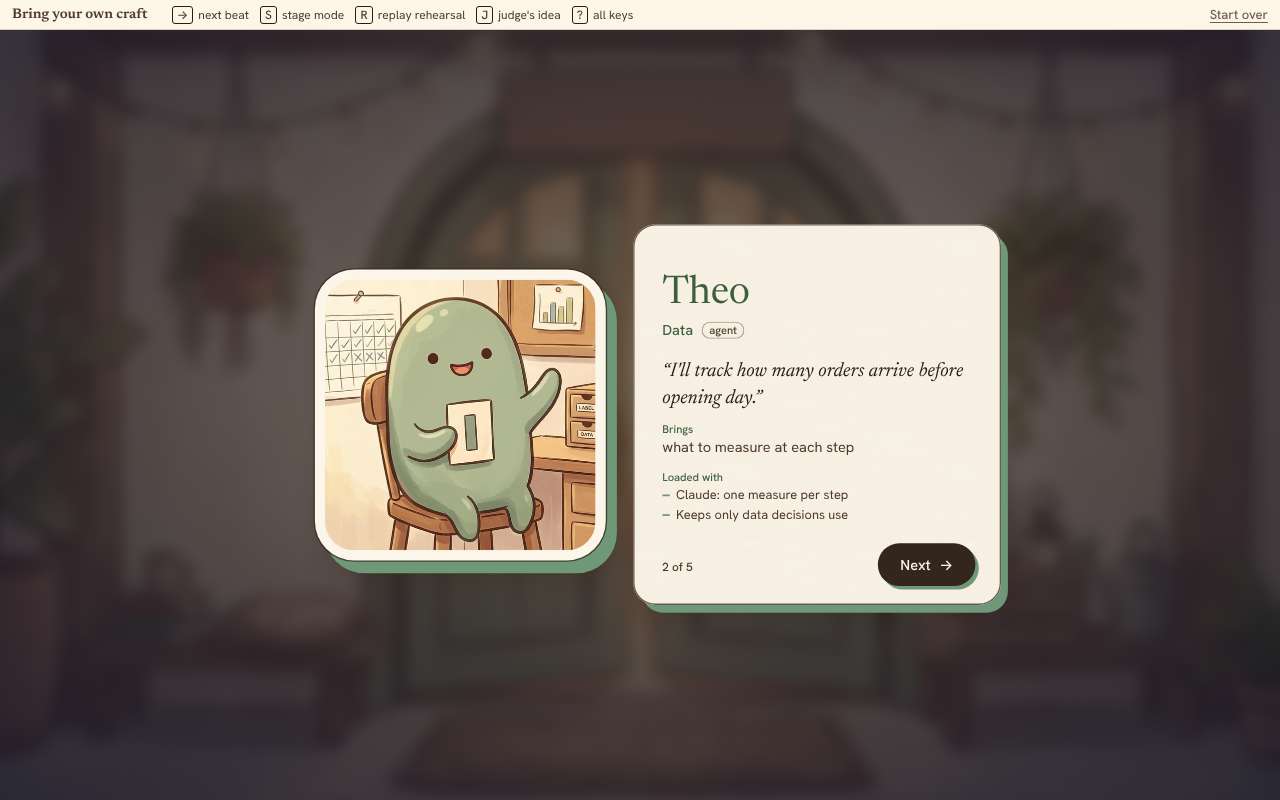 Bring your own craft
→ next beat S stage mode R replay rehearsal J judge's idea ? all keys
Start over
LABEL
DATA
Theo
Data agent
“I'll track how many orders arrive before
opening day.”
Brings
what to measure at each step
Loaded with
– Claude: one measure per step
– Keeps only data decisions use
2 of 5
Next →